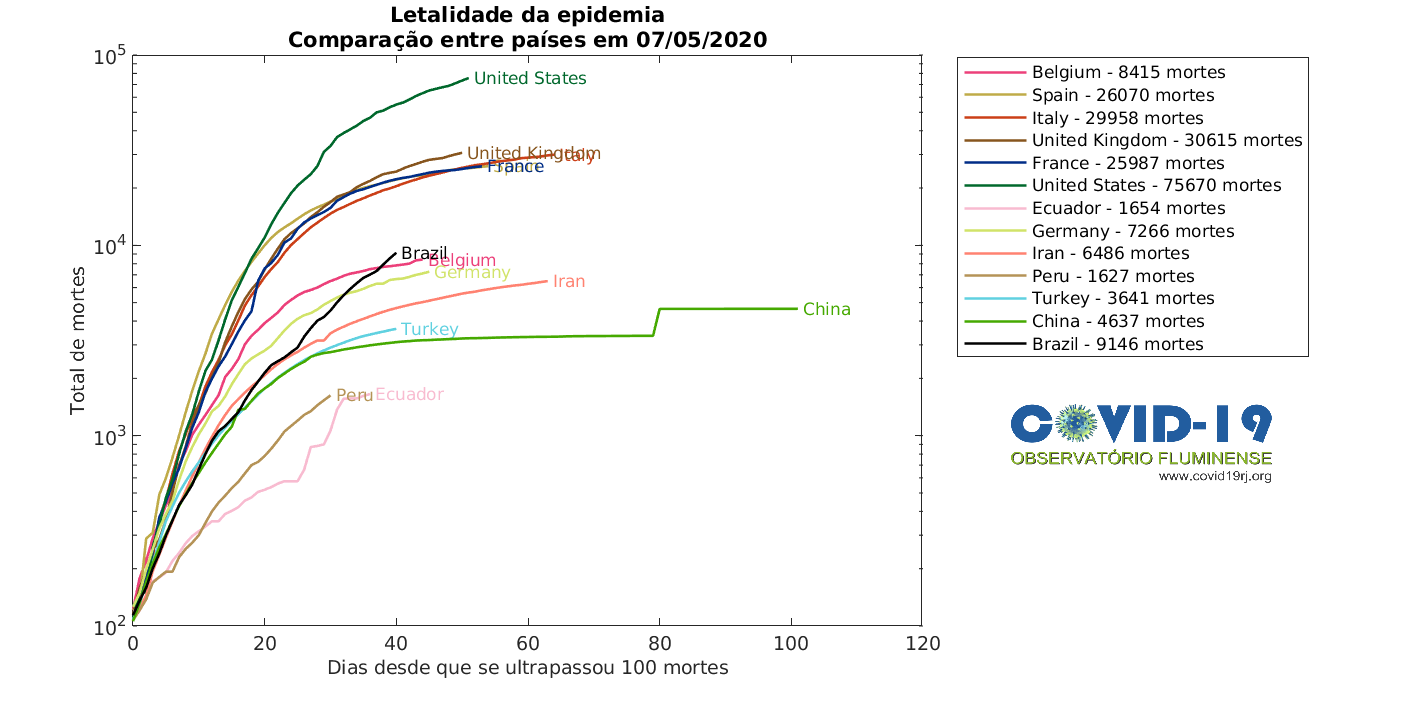 Letalidade da epidemia
Comparação entre países em 07/05/2020
Total de mortes
10^5
10^4
10^3
10^2
0 20 40 60 80 100 120
Dias desde que se ultrapassou 100 mortes
United States
United Kingdom
Italy
Spain
France
Brazil
Belgium
Germany
Iran
China
Turkey
Peru
Ecuador
Belgium - 8415 mortes
Spain - 26070 mortes
Italy - 29958 mortes
United Kingdom - 30615 mortes
France - 25987 mortes
United States - 75670 mortes
Ecuador - 1654 mortes
Germany - 7266 mortes
Iran - 6486 mortes
Peru - 1627 mortes
Turkey - 3641 mortes
China - 4637 mortes
Brazil - 9146 mortes
COVID-19
OBSERVATÓRIO FLUMINENSE
www.covid19rj.org